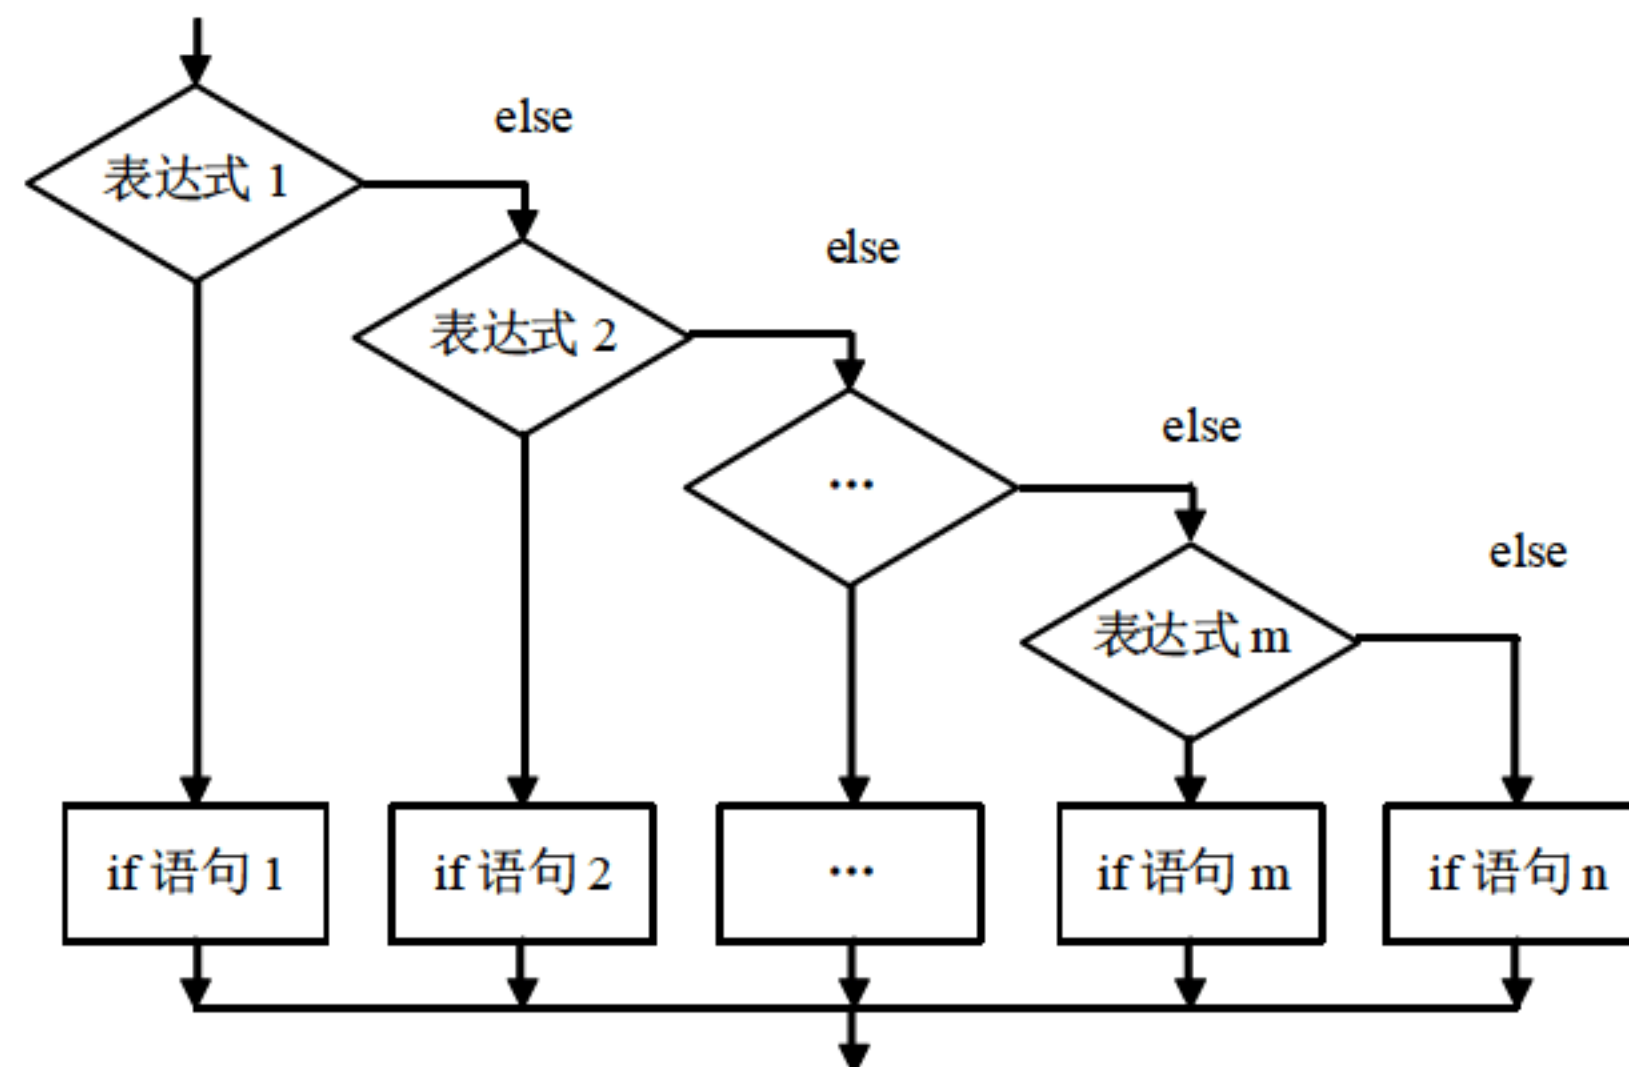 else
表达式 1
else
表达式 2
else
...
else
表达式 m
if 语句 1
if 语句 2
...
if 语句 m
if 语句 n